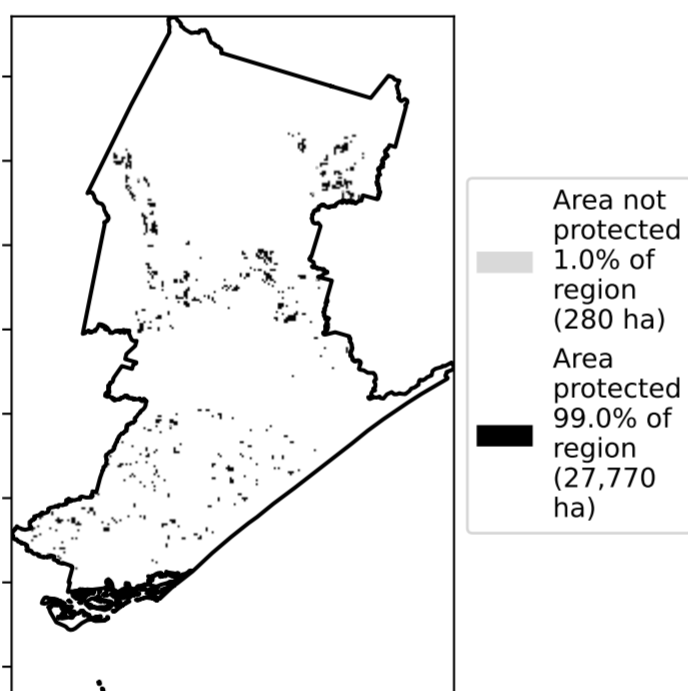 Area not
protected
1.0% of
region
(280 ha)
Area
protected
99.0% of
region
(27,770
ha)